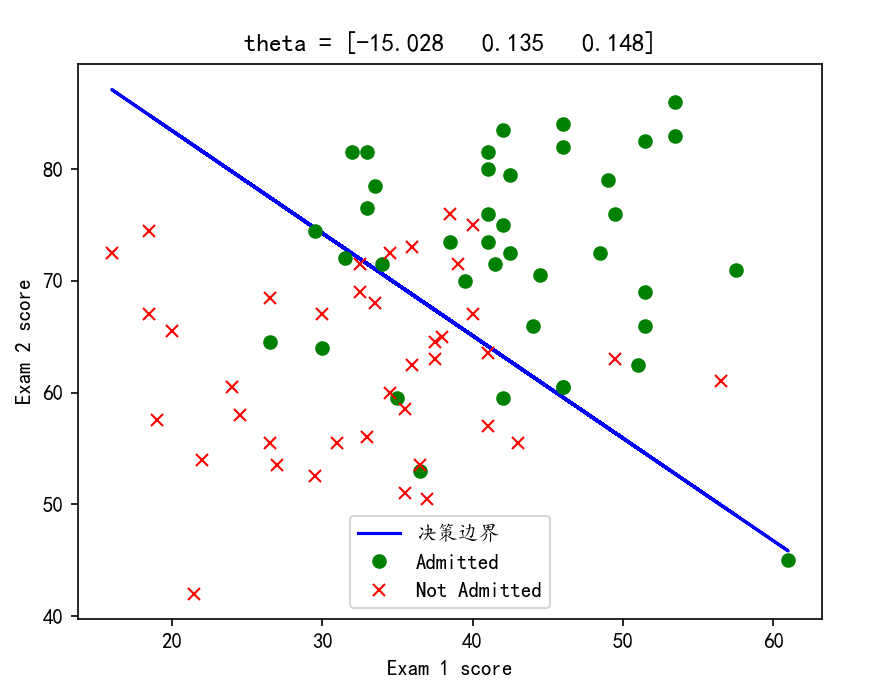 theta = [-15.028   0.135   0.148]
80
70
60
50
40
Exam 2 score
决策边界
Admitted
Not Admitted
20 30 40 50 60
Exam 1 score